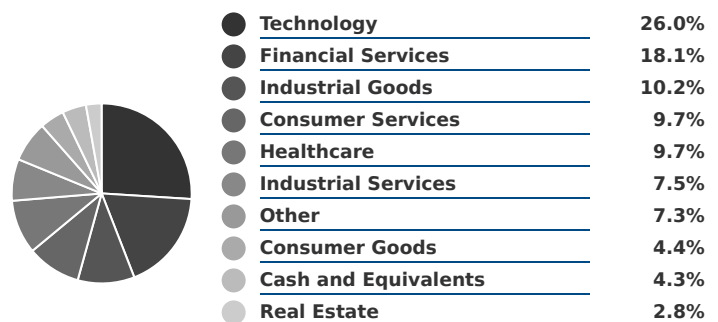 Technology 26.0%
Financial Services 18.1%
Industrial Goods 10.2%
Consumer Services 9.7%
Healthcare 9.7%
Industrial Services 7.5%
Other 7.3%
Consumer Goods 4.4%
Cash and Equivalents 4.3%
Real Estate 2.8%